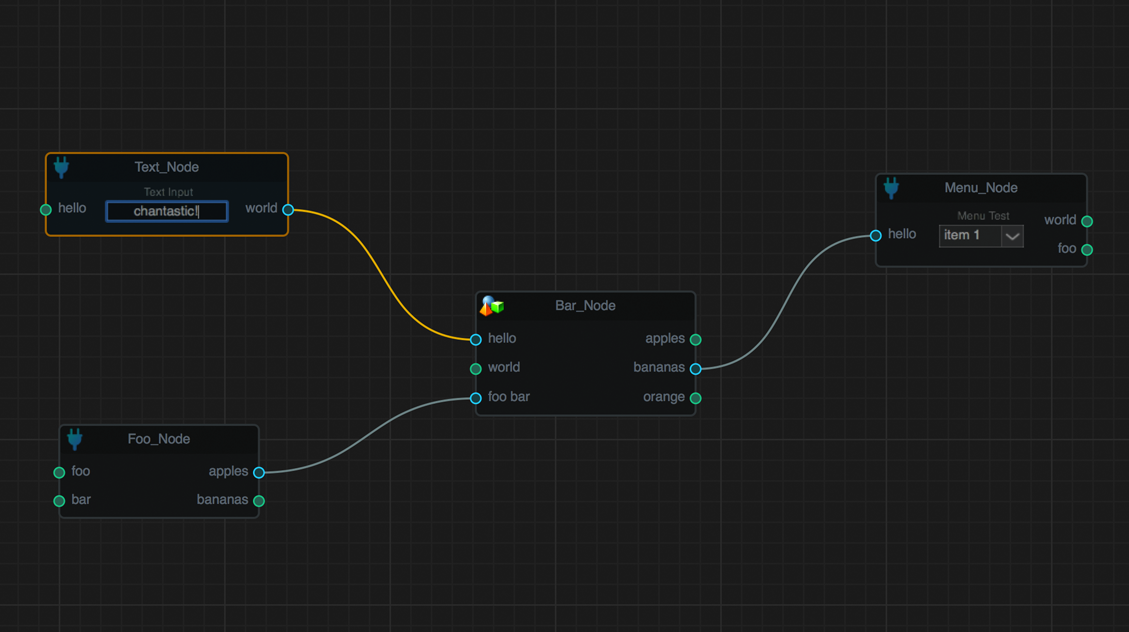 Text_Node
Text Input
hello chantastic! world
Menu_Node
Menu Test
hello item 1 world
foo
Bar_Node
hello apples
world bananas
foo bar orange
Foo_Node
foo apples
bar bananas